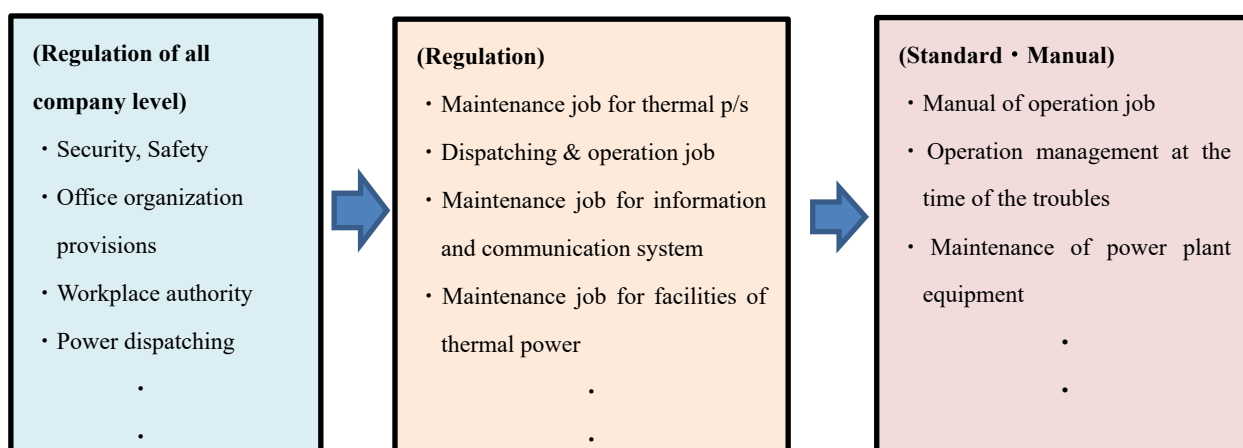 (Regulation of all
company level)
・Security, Safety
・Office organization
provisions
・Workplace authority
・Power dispatching
・
・
(Regulation)
・Maintenance job for thermal p/s
・Dispatching & operation job
・Maintenance job for information
and communication system
・Maintenance job for facilities of
thermal power
・
・
(Standard・Manual)
・Manual of operation job
・Operation management at the
time of the troubles
・Maintenance of power plant
equipment
・
・